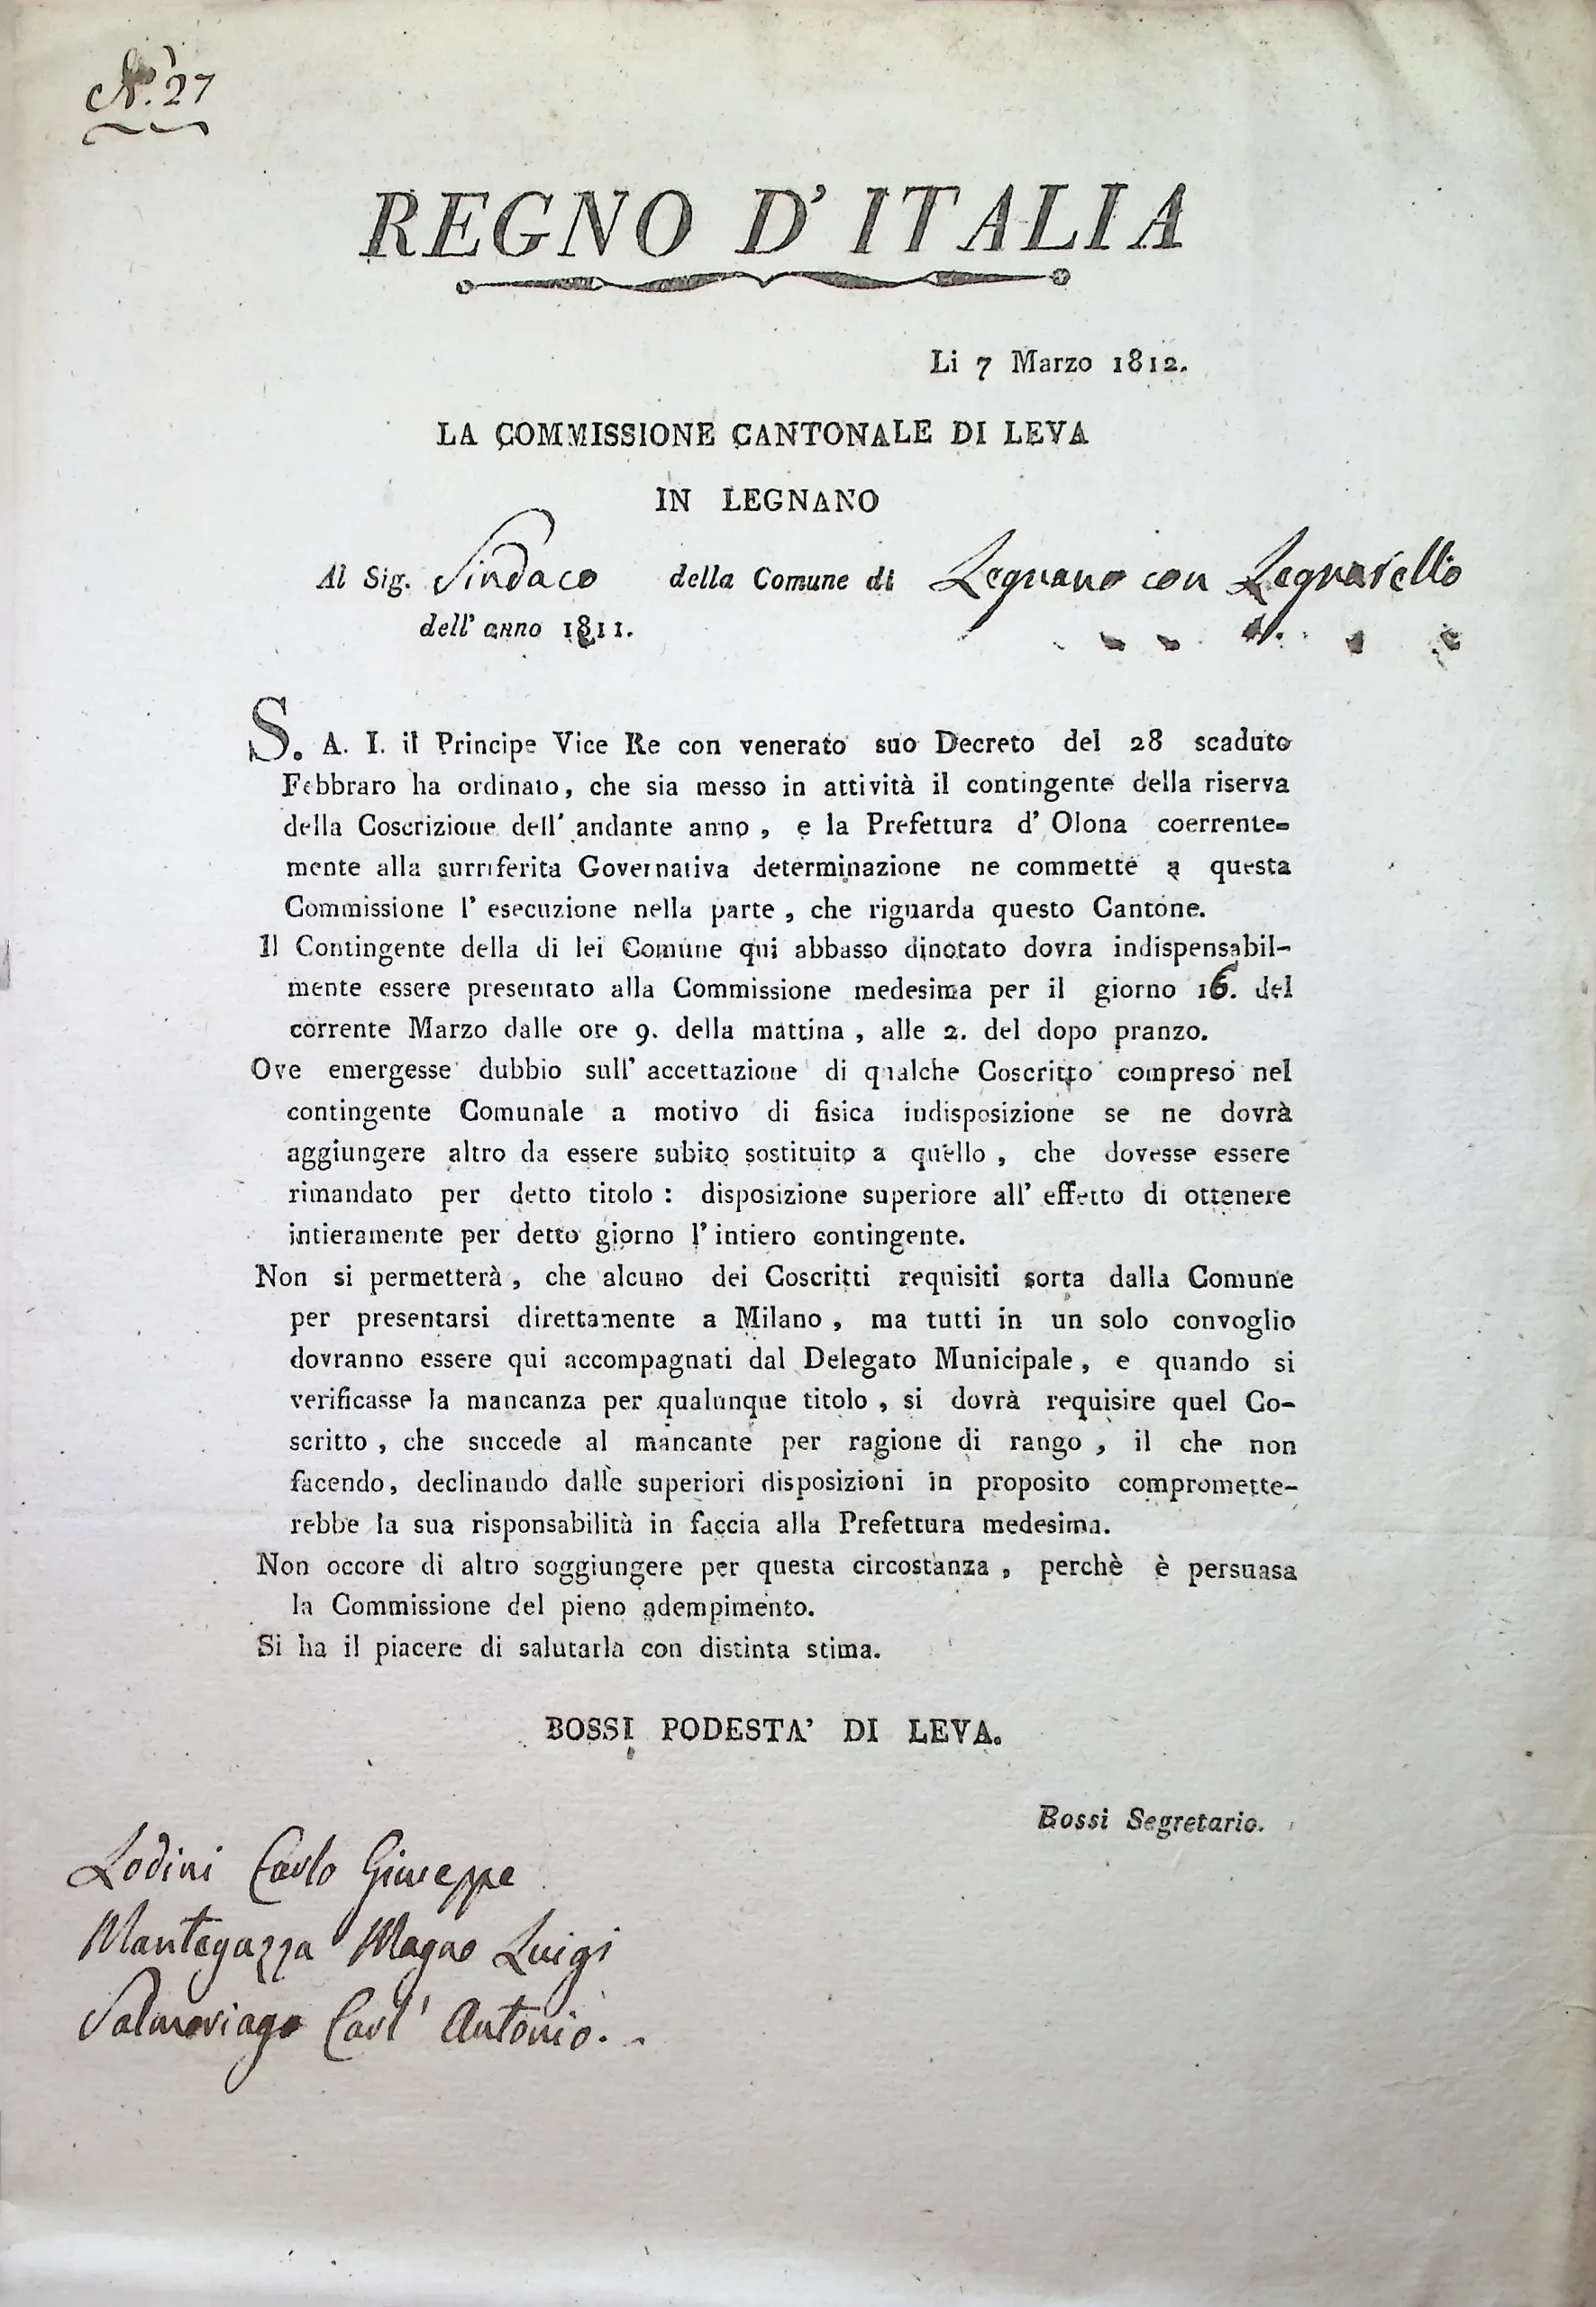 N.° 27
REGNO D' ITALIA
Li 7 Marzo 1812.
LA COMMISSIONE CANTONALE DI LEVA
IN LEGNANO
Al Sig. Sindaco della Comune di Legnano con Legnarello
dell' anno 1811.
S. A. I. il Principe Vice Re con venerato suo Decreto del 28 scaduto
Febbraro ha ordinato, che sia messo in attività il contingente della riserva
della Coscrizione dell' andante anno, e la Prefettura d' Olona coerrente-
mente alla surriferita Governativa determinazione ne commette a questa
Commissione l' esecuzione nella parte, che riguarda questo Cantone.
Il Contingente della di lei Comune qui abbasso dinotato dovra indispensabil-
mente essere presentato alla Commissione medesima per il giorno 16. del
corrente Marzo dalle ore 9. della mattina, alle 2. del dopo pranzo.
Ove emergesse dubbio sull' accettazione di qualche Coscritto compreso nel
contingente Comunale a motivo di fisica indisposizione se ne dovrà
aggiungere altro da essere subito sostituito a quello, che dovesse essere
rimandato per detto titolo: disposizione superiore all' effetto di ottenere
intieramente per detto giorno l' intiero contingente.
Non si permetterà, che alcuno dei Coscritti requisiti sorta dalla Comune
per presentarsi direttamente a Milano, ma tutti in un solo convoglio
dovranno essere qui accompagnati dal Delegato Municipale, e quando si
verificasse la mancanza per qualunque titolo, si dovrà requisire quel Co-
scritto, che succede al mancante per ragione di rango, il che non
facendo, declinando dalle superiori disposizioni in proposito compromette-
rebbe la sua risponsabilità in faccia alla Prefettura medesima.
Non occore di altro soggiungere per questa circostanza, perchè è persuasa
la Commissione del pieno adempimento.
Si ha il piacere di salutarla con distinta stima.
BOSSI PODESTA' DI LEVA.
Bossi Segretario.
Lodini Carlo Giuseppe
Mantegazza Magno Luigi
Salmoriago Carl' Antonio.